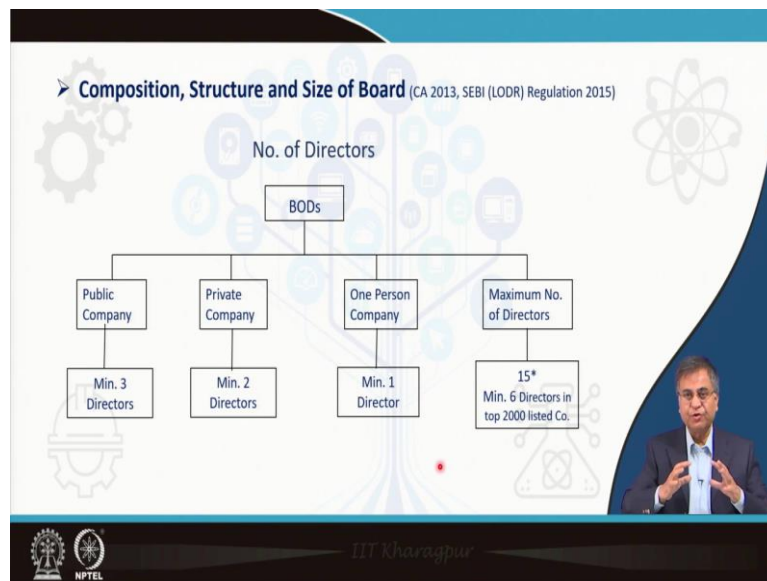 ➢ Composition, Structure and Size of Board (CA 2013, SEBI (LODR) Regulation 2015)
No. of Directors
BODs
Public
Company
Private
Company
One Person
Company
Maximum No.
of Directors
Min. 3
Directors
Min. 2
Directors
Min. 1
Director
15*
Min. 6 Directors in
top 2000 listed Co.
IIT Kharagpur
NPTEL